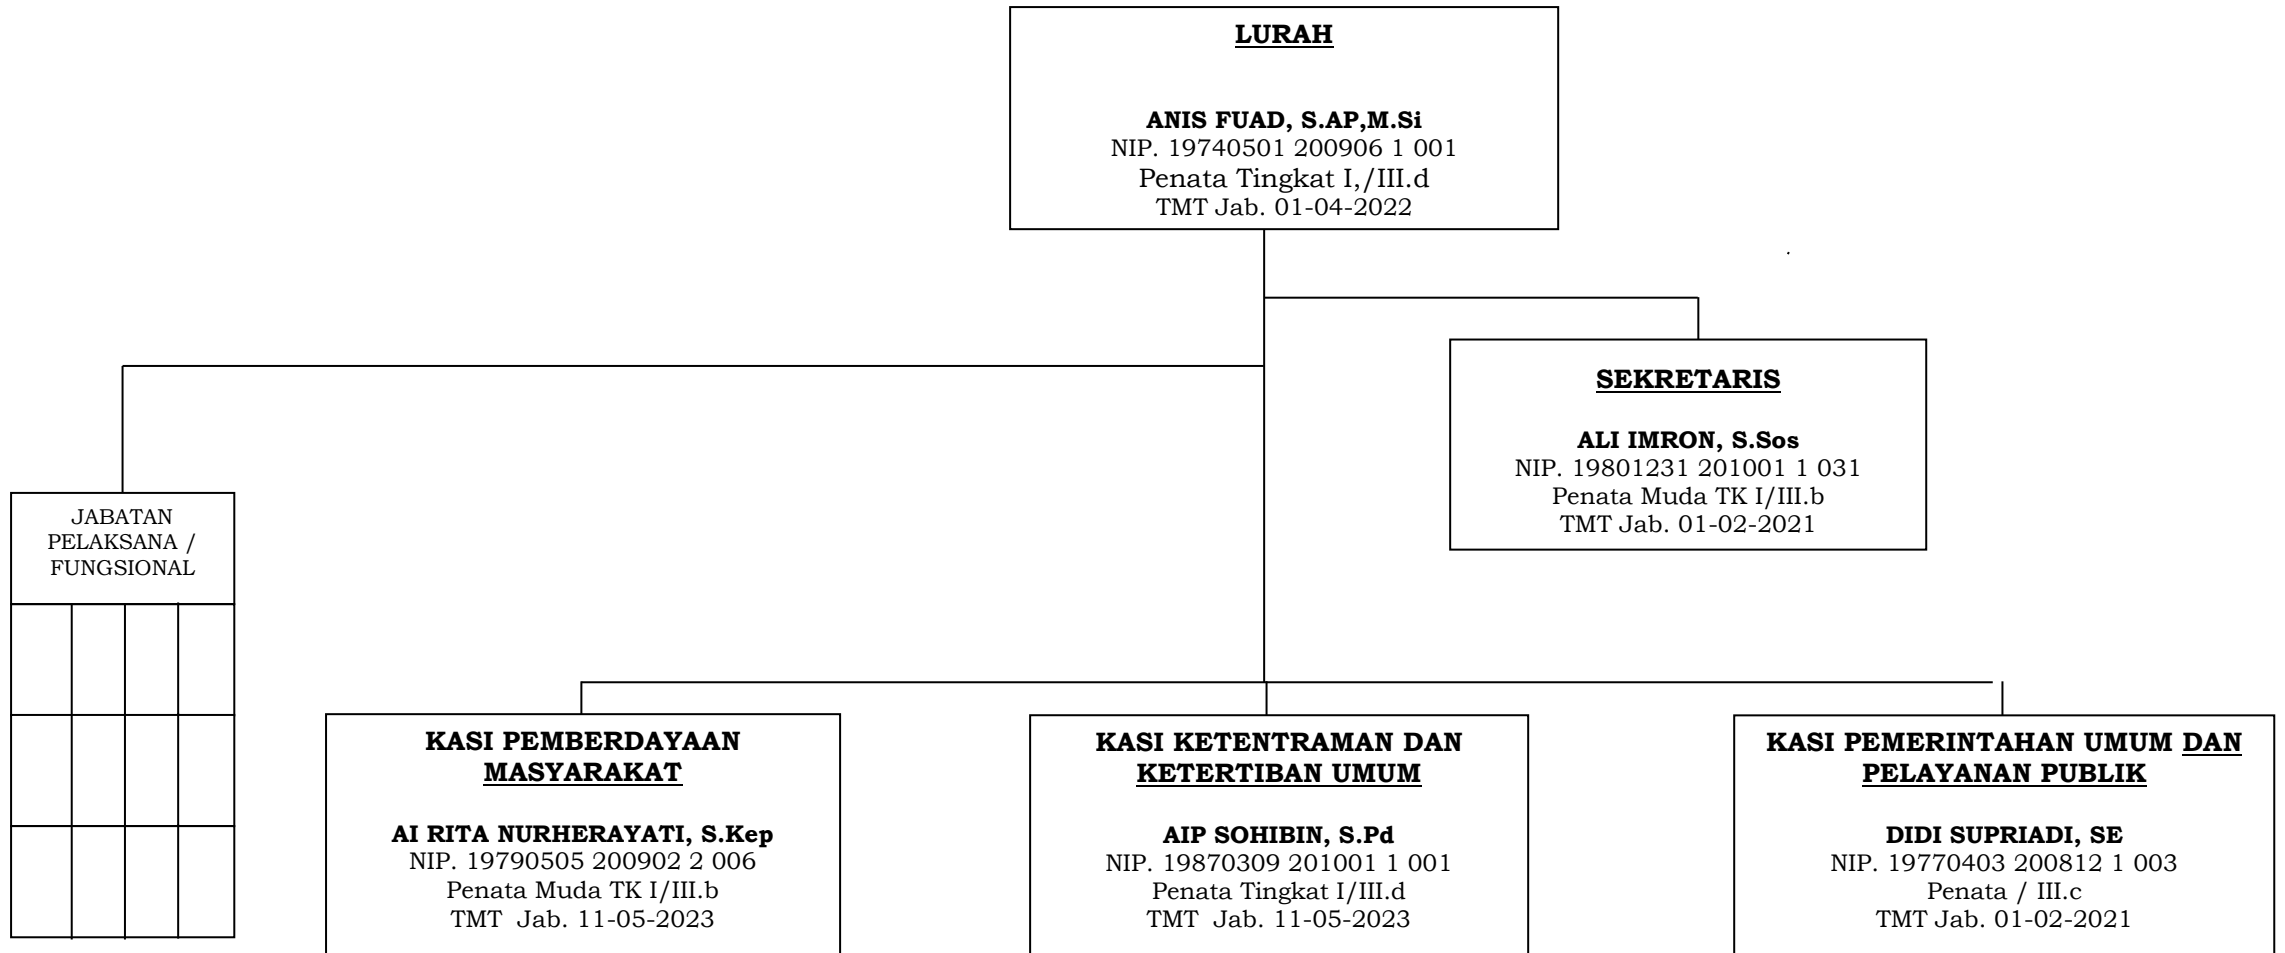 LURAH
ANIS FUAD, S.AP,M.Si
NIP. 19740501 200906 1 001
Penata Tingkat I,/III.d
TMT Jab. 01-04-2022
SEKRETARIS
ALI IMRON, S.Sos
NIP. 19801231 201001 1 031
Penata Muda TK I/III.b
TMT Jab. 01-02-2021
JABATAN
PELAKSANA /
FUNGSIONAL
KASI PEMBERDAYAAN
MASYARAKAT
AI RITA NURHERAYATI, S.Kep
NIP. 19790505 200902 2 006
Penata Muda TK I/III.b
TMT  Jab. 11-05-2023
KASI KETENTRAMAN DAN
KETERTIBAN UMUM
AIP SOHIBIN, S.Pd
NIP. 19870309 201001 1 001
Penata Tingkat I/III.d
TMT  Jab. 11-05-2023
KASI PEMERINTAHAN UMUM DAN
PELAYANAN PUBLIK
DIDI SUPRIADI, SE
NIP. 19770403 200812 1 003
Penata / III.c
TMT Jab. 01-02-2021